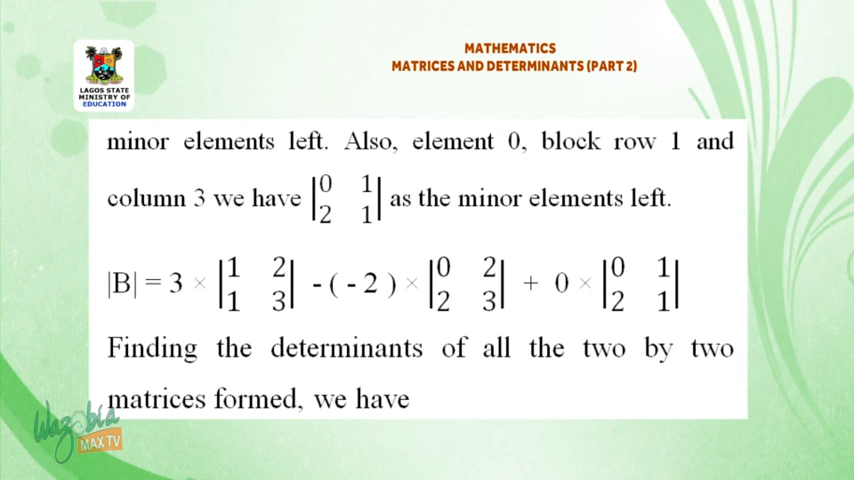 MATHEMATICS
MATRICES AND DETERMINANTS (PART 2)
LAGOS STATE
MINISTRY OF
EDUCATION
minor elements left. Also, element 0, block row 1 and
column 3 we have |0 1| as the minor elements left.
|2 1|
|B| = 3 × |1 2| - ( - 2 ) × |0 2| + 0 × |0 1|
|1 3| |2 3| |2 1|
Finding the determinants of all the two by two
matrices formed, we have
Wazobia
MAX TV